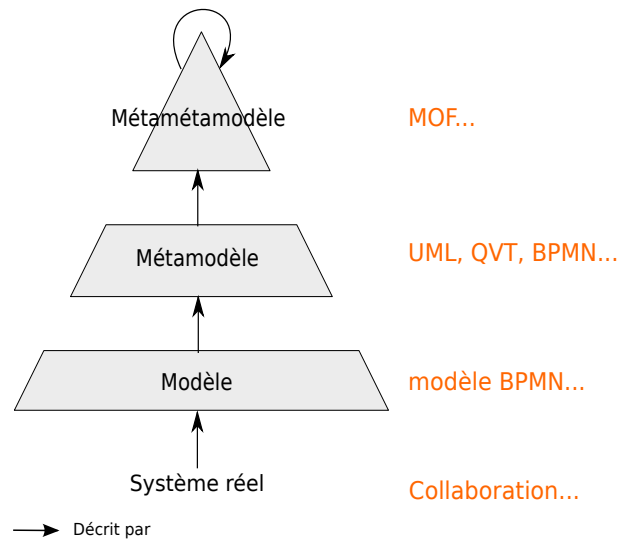 Métamétamodèle
MOF...
Métamodèle
UML, QVT, BPMN...
Modèle
modèle BPMN...
Système réel
Collaboration...
Décrit par